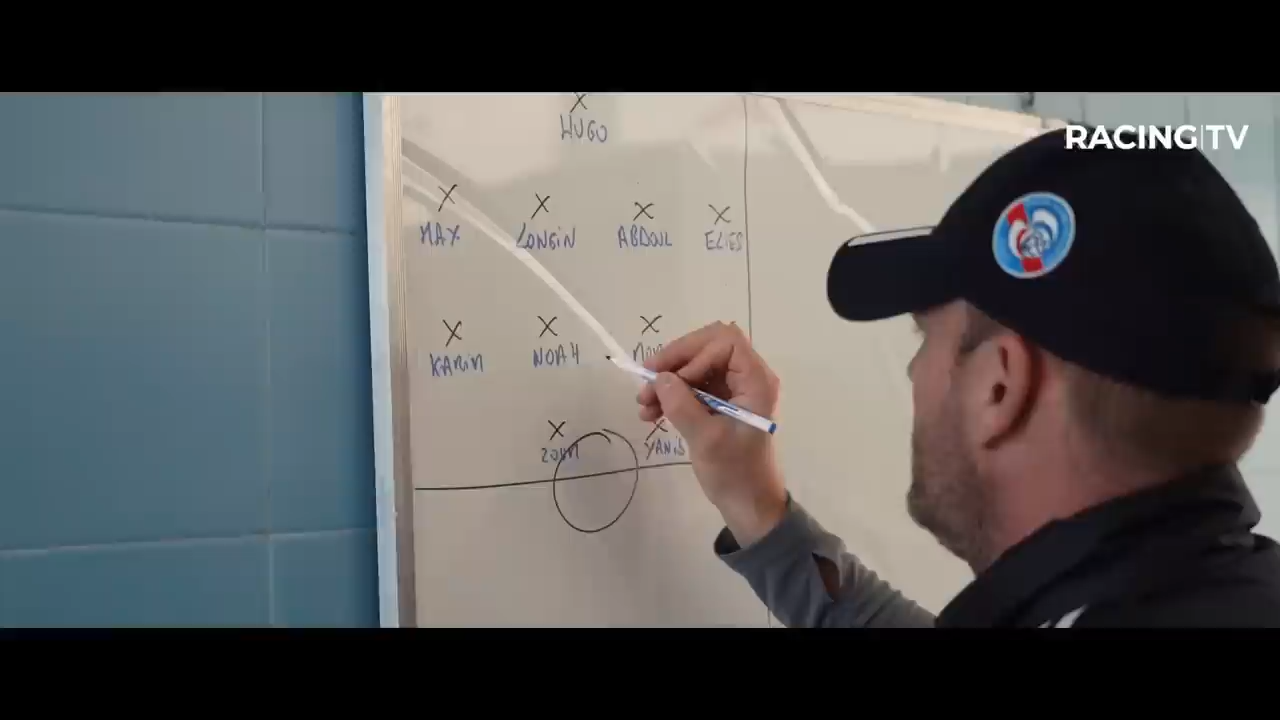 RACING|TV
X
HUGO
X X X X
MAX LONGIN ABDOUL ELIES
X X X
KARIM NOAH
X X
YANIS